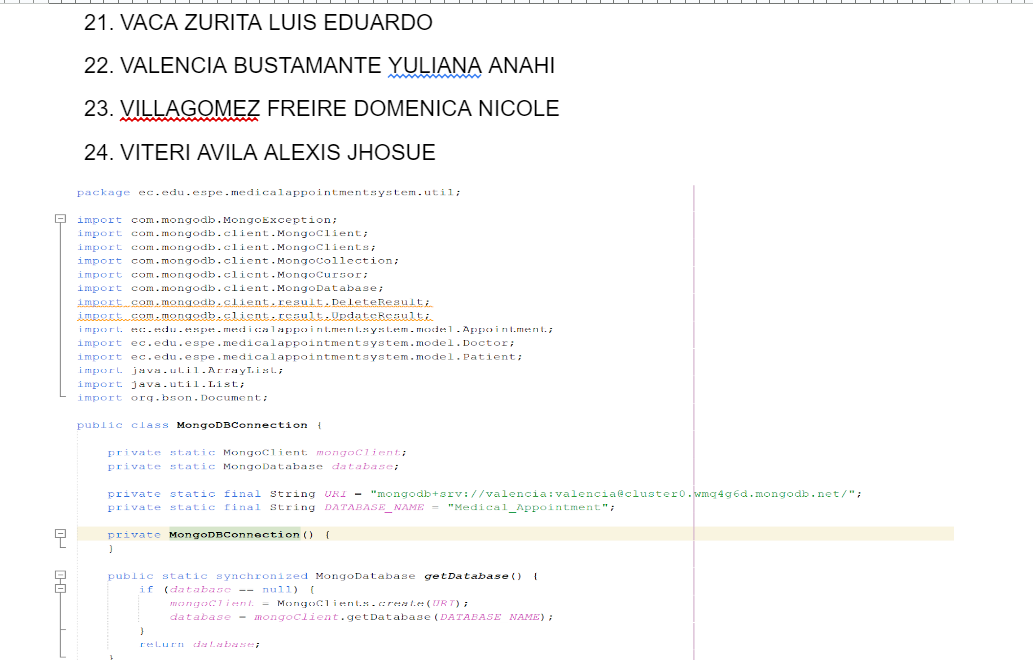 21. VACA ZURITA LUIS EDUARDO
22. VALENCIA BUSTAMANTE YULIANA ANAHI
23. VILLAGOMEZ FREIRE DOMENICA NICOLE
24. VITERI AVILA ALEXIS JHOSUE
package ec.edu.espe.medicalappointmentsystem.util;
import com.mongodb.MongoException;
import com.mongodb.client.MongoClient;
import com.mongodb.client.MongoClients;
import com.mongodb.client.MongoCollection;
import com.mongodb.client.MongoCursor;
import com.mongodb.client.MongoDatabase;
import com.mongodb.client.result.DeleteResult;
import com.mongodb.client.result.UpdateResult;
import ec.edu.espe.medicalappointmentsystem.model.Appointment;
import ec.edu.espe.medicalappointmentsystem.model.Doctor;
import ec.edu.espe.medicalappointmentsystem.model.Patient;
import java.util.ArrayList;
import java.util.List;
import org.bson.Document;
public class MongoDBConnection {
private static MongoClient mongoClient;
private static MongoDatabase database;
private static final String URI = "mongodb+srv://valencia:valencia@cluster0.wmq4g6d.mongodb.net/";
private static final String DATABASE_NAME = "Medical_Appointment";
private MongoDBConnection() {
}
public static synchronized MongoDatabase getDatabase() {
if (database == null) {
mongoClient = MongoClients.create(URI);
database = mongoClient.getDatabase(DATABASE_NAME);
}
return database;
}